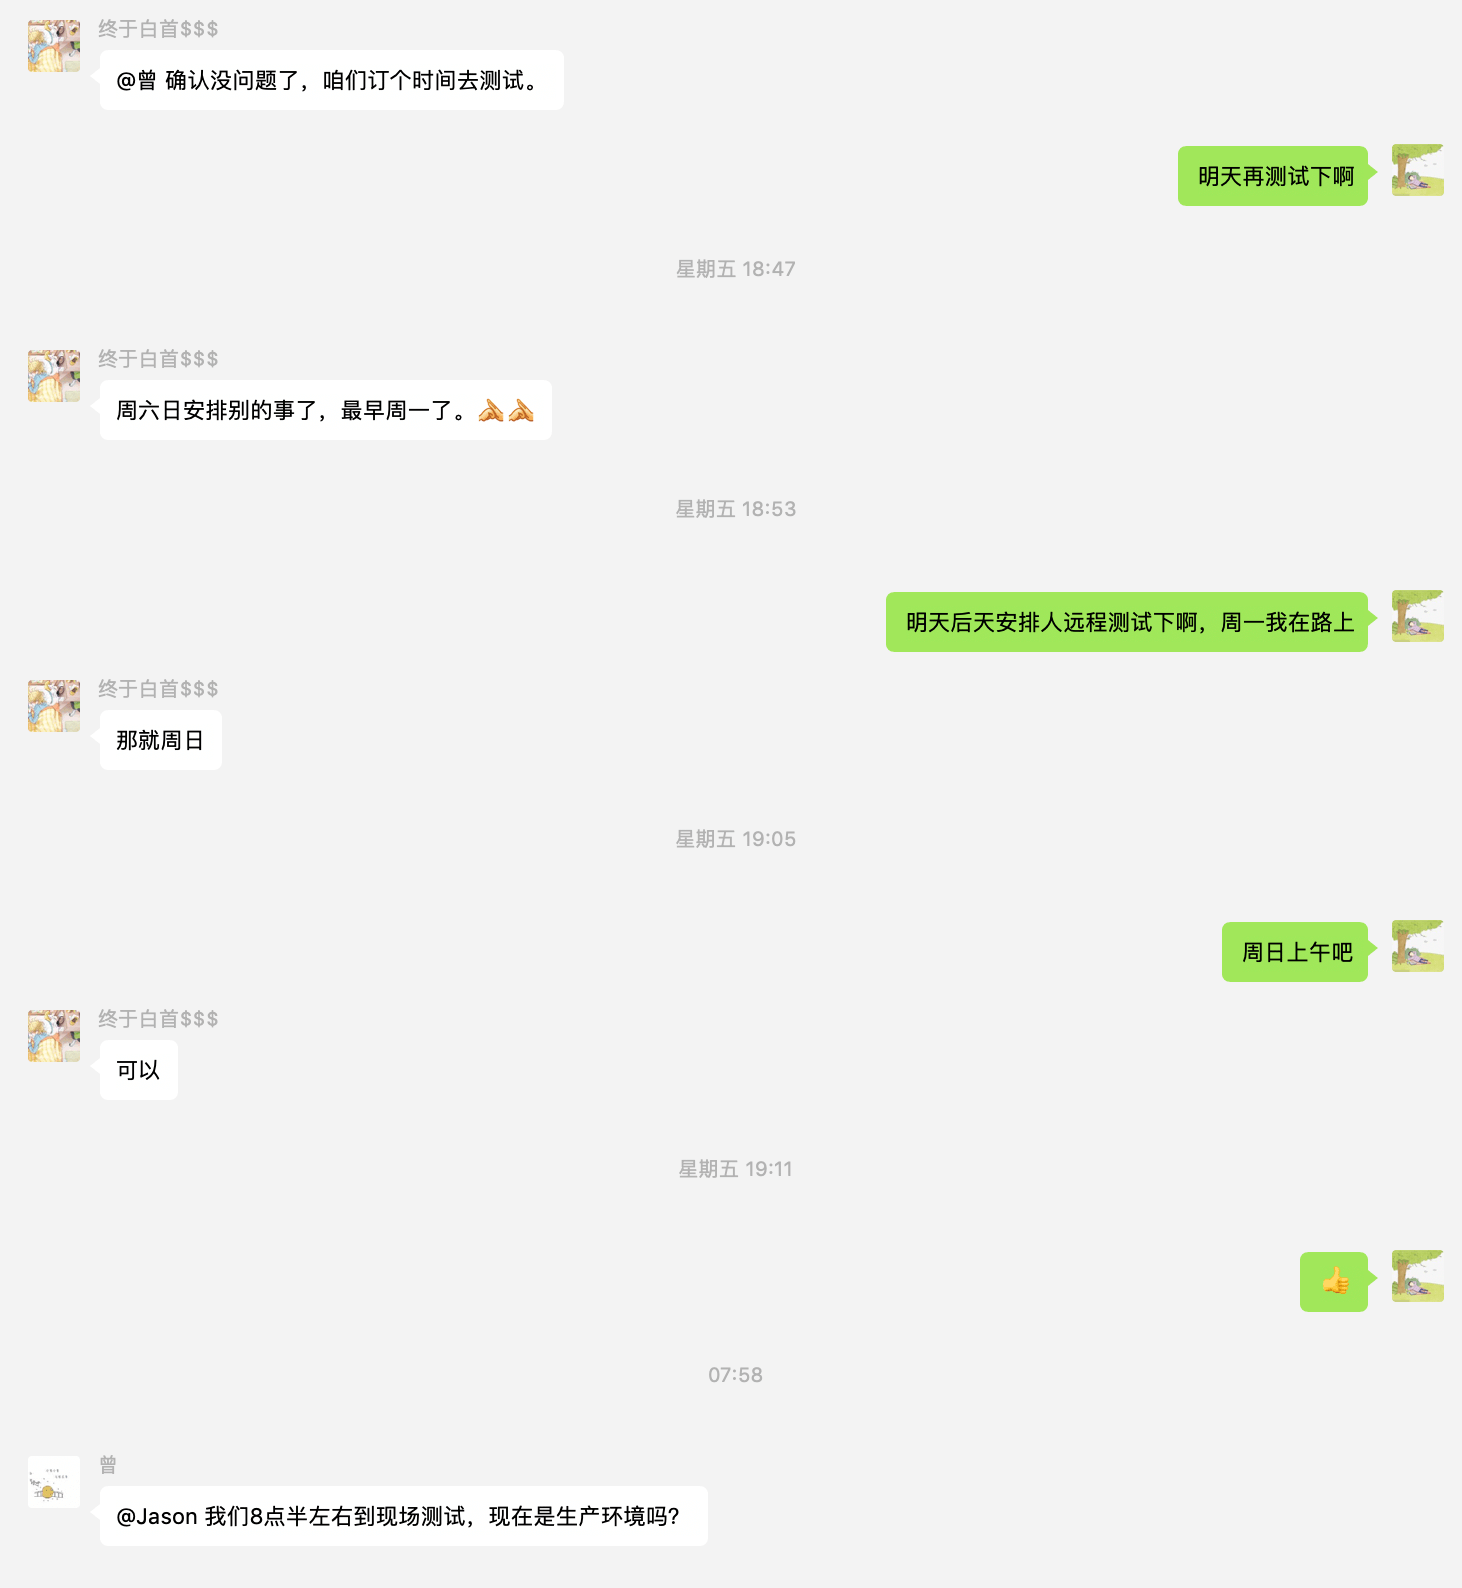 终于白首$$$
@曾 确认没问题了，咱们订个时间去测试。
明天再测试下啊
星期五 18:47
终于白首$$$
周六日安排别的事了，最早周一了。🫱🫱
星期五 18:53
明天后天安排人远程测试下啊，周一我在路上
终于白首$$$
那就周日
星期五 19:05
周日上午吧
终于白首$$$
可以
星期五 19:11
👍
07:58
曾
@Jason 我们8点半左右到现场测试，现在是生产环境吗？